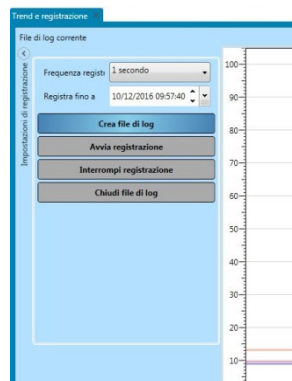 Trend e registrazione
File di log corrente
Impostazioni di registrazione
Frequenza registi
1 secondo
Registra fino a
10/12/2016 09:57:40
Crea file di log
Avvia registrazione
Interrompi registrazione
Chiudi file di log
100
90
80
70
60
50
40
30
20
10